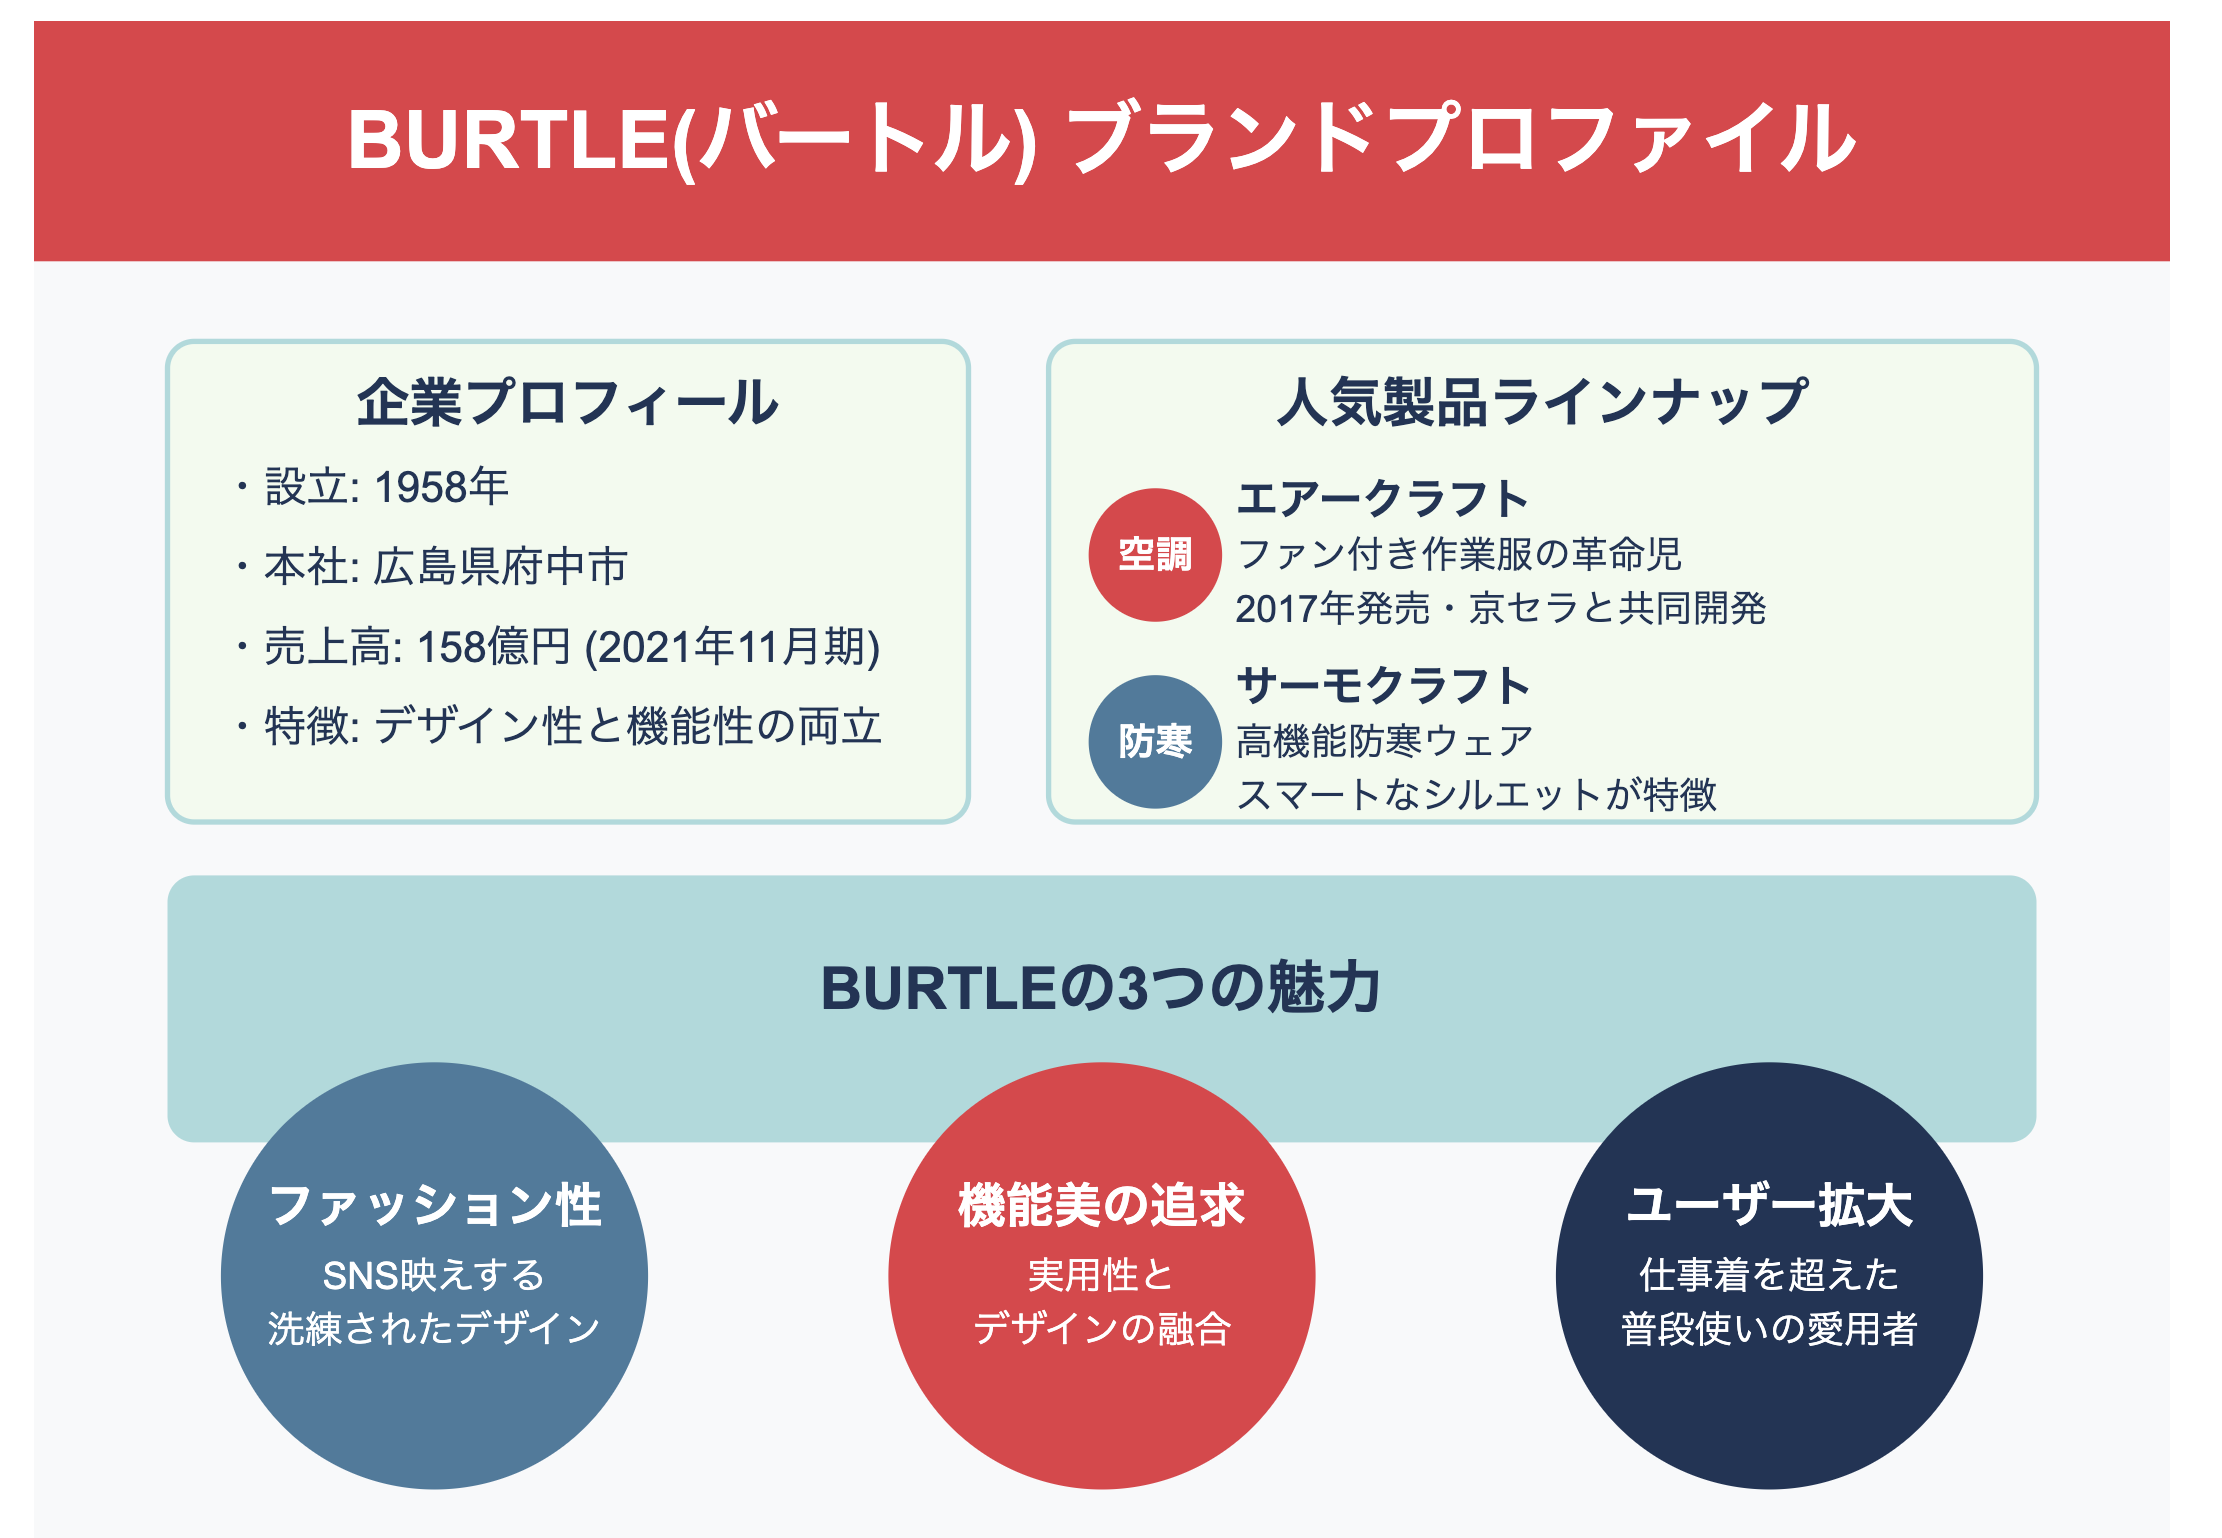 BURTLE(バートル) ブランドプロファイル
企業プロフィール
・設立: 1958年
・本社: 広島県府中市
・売上高: 158億円 (2021年11月期)
・特徴: デザイン性と機能性の両立
人気製品ラインナップ
空調
エアークラフト
ファン付き作業服の革命児
2017年発売・京セラと共同開発
防寒
サーモクラフト
高機能防寒ウェア
スマートなシルエットが特徴
BURTLEの3つの魅力
ファッション性
SNS映えする
洗練されたデザイン
機能美の追求
実用性と
デザインの融合
ユーザー拡大
仕事着を超えた
普段使いの愛用者